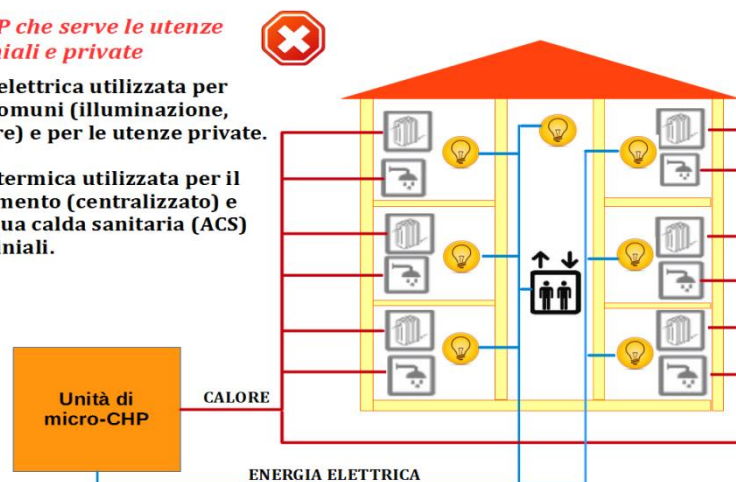 P che serve le utenze
niali e private
elettrica utilizzata per
omuni (illuminazione,
re) e per le utenze private.
termica utilizzata per il
mento (centralizzato) e
ua calda sanitaria (ACS)
niali.
Unità di
micro-CHP
CALORE
ENERGIA ELETTRICA